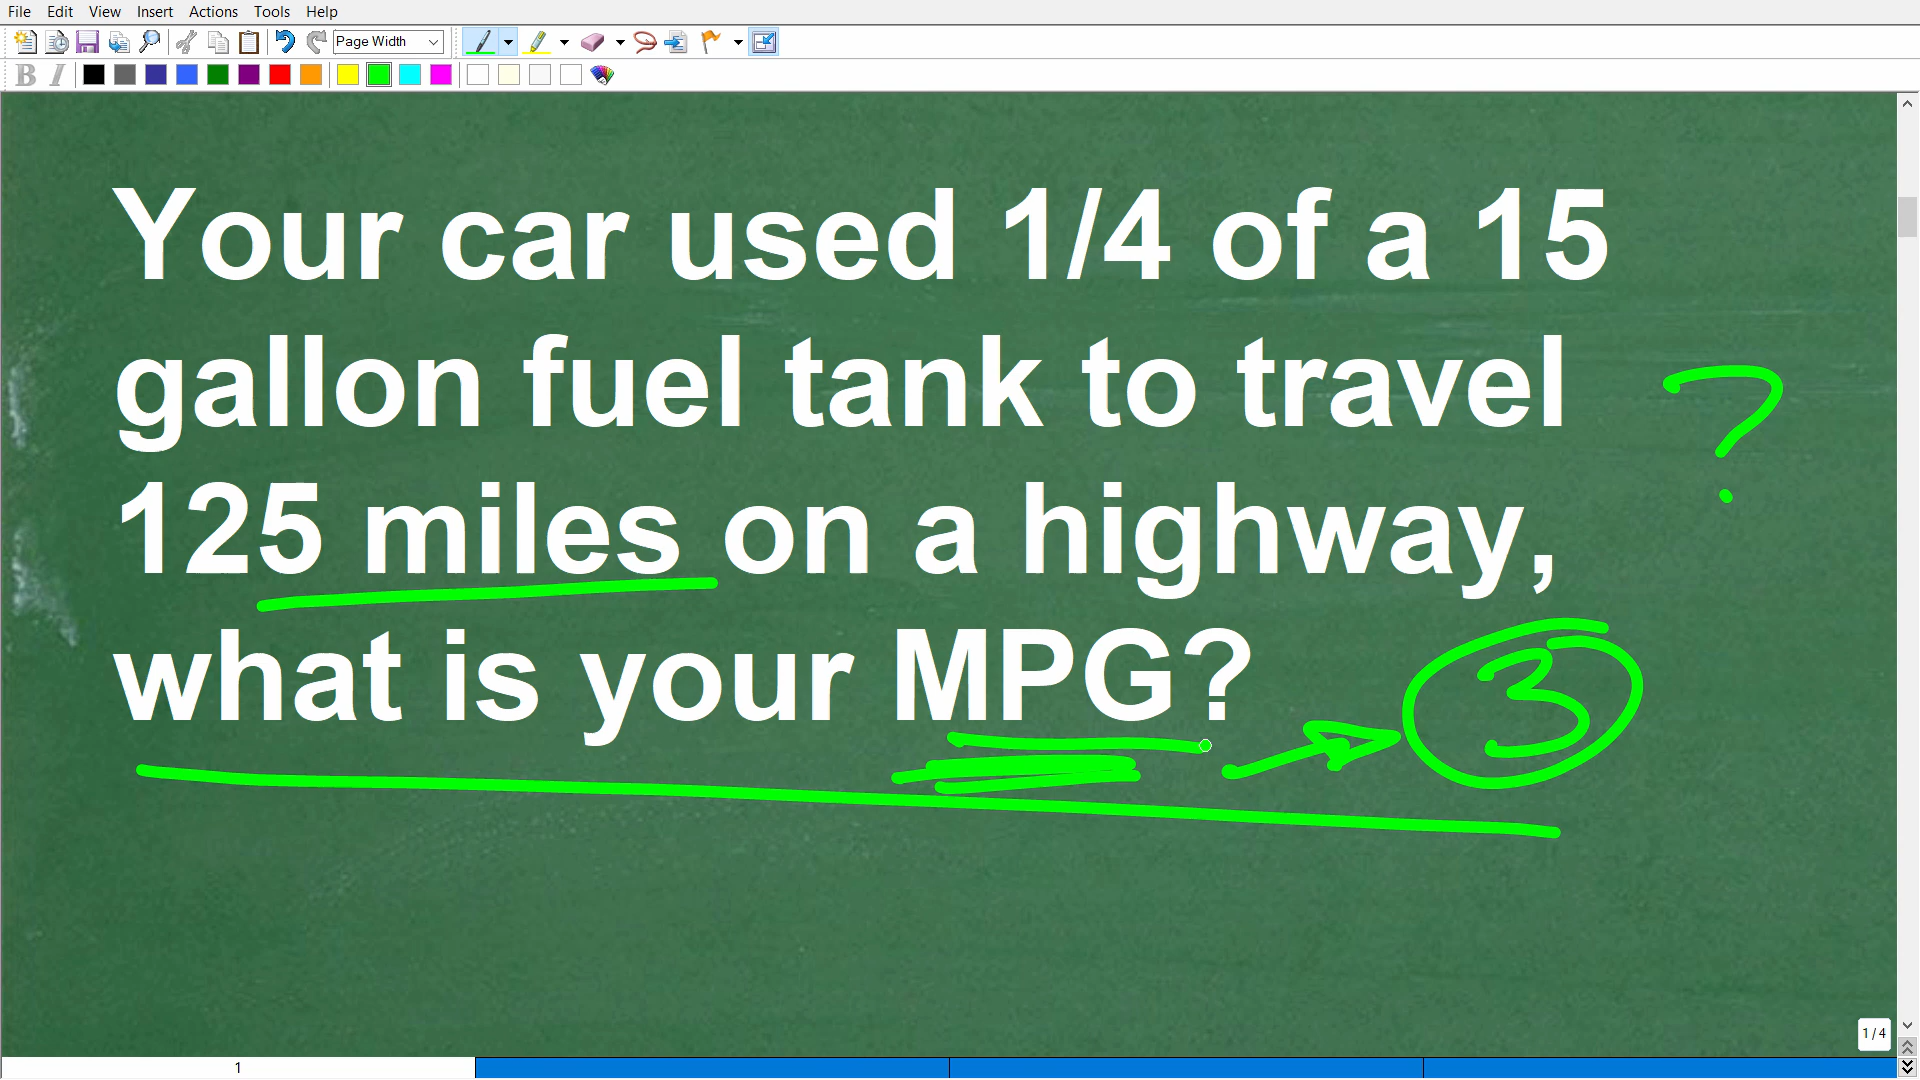 File Edit View Insert Actions Tools Help
Page Width
B I
Your car used 1/4 of a 15
gallon fuel tank to travel
?
125 miles on a highway,
what is your MPG?
3
1 / 4
1